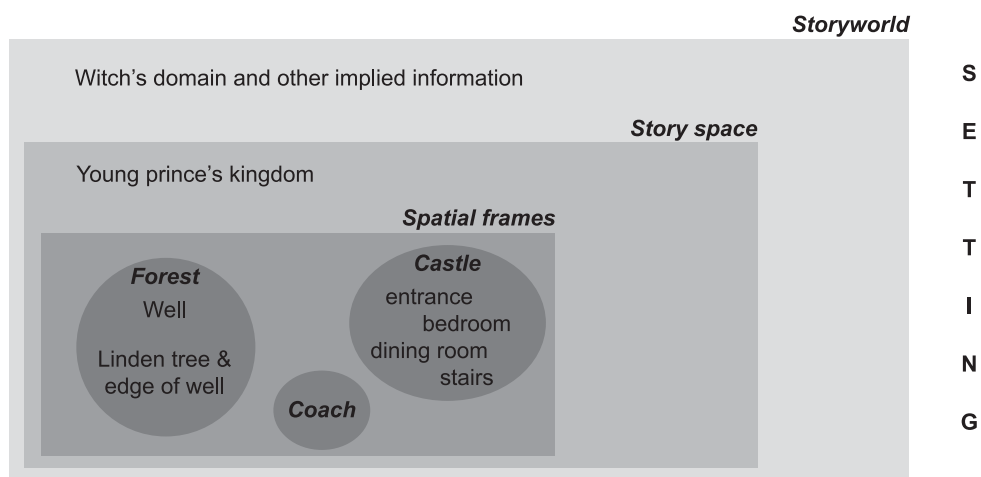 Storyworld
Witch’s domain and other implied information
Story space
Young prince’s kingdom
Spatial frames
Forest
Well
Linden tree &
edge of well
Coach
Castle
entrance
bedroom
dining room
stairs
S
E
T
T
I
N
G